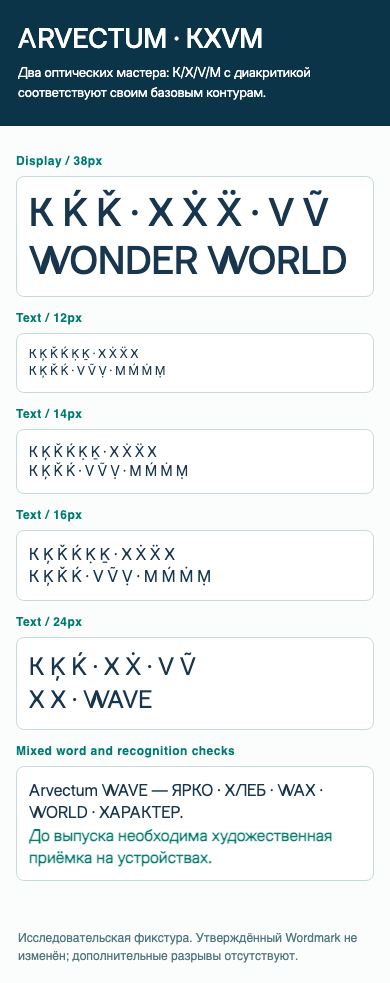 ARVECTUM · KXVM
Два оптических мастера: K/X/V/M с диакритикой
соответствуют своим базовым контурам.
Display / 38px
K Ḱ Ǩ · X Ẋ Ẍ · V Ṽ
WONDER WORLD
Text / 12px
K Ķ Ǩ Ḱ Ḳ Ḵ · X Ẋ Ẍ X
K Ķ Ǩ Ḱ · V Ṽ Ṿ · M Ḿ Ṁ Ṃ
Text / 14px
K Ķ Ǩ Ḱ Ḳ Ḵ · X Ẋ Ẍ X
K Ķ Ǩ Ḱ · V Ṽ Ṿ · M Ḿ Ṁ Ṃ
Text / 16px
K Ķ Ǩ Ḱ Ḳ Ḵ · X Ẋ Ẍ X
K Ķ Ǩ Ḱ · V Ṽ Ṿ · M Ḿ Ṁ Ṃ
Text / 24px
K Ķ Ḱ · X Ẋ · V Ṽ
X X · WAVE
Mixed word and recognition checks
Arvectum WAVE — ЯРКО · ХЛЕБ · WAX ·
WORLD · ХАРАКТЕР.
До выпуска необходима художественная
приёмка на устройствах.
Исследовательская фикстура. Утверждённый Wordmark не
изменён; дополнительные разрывы отсутствуют.